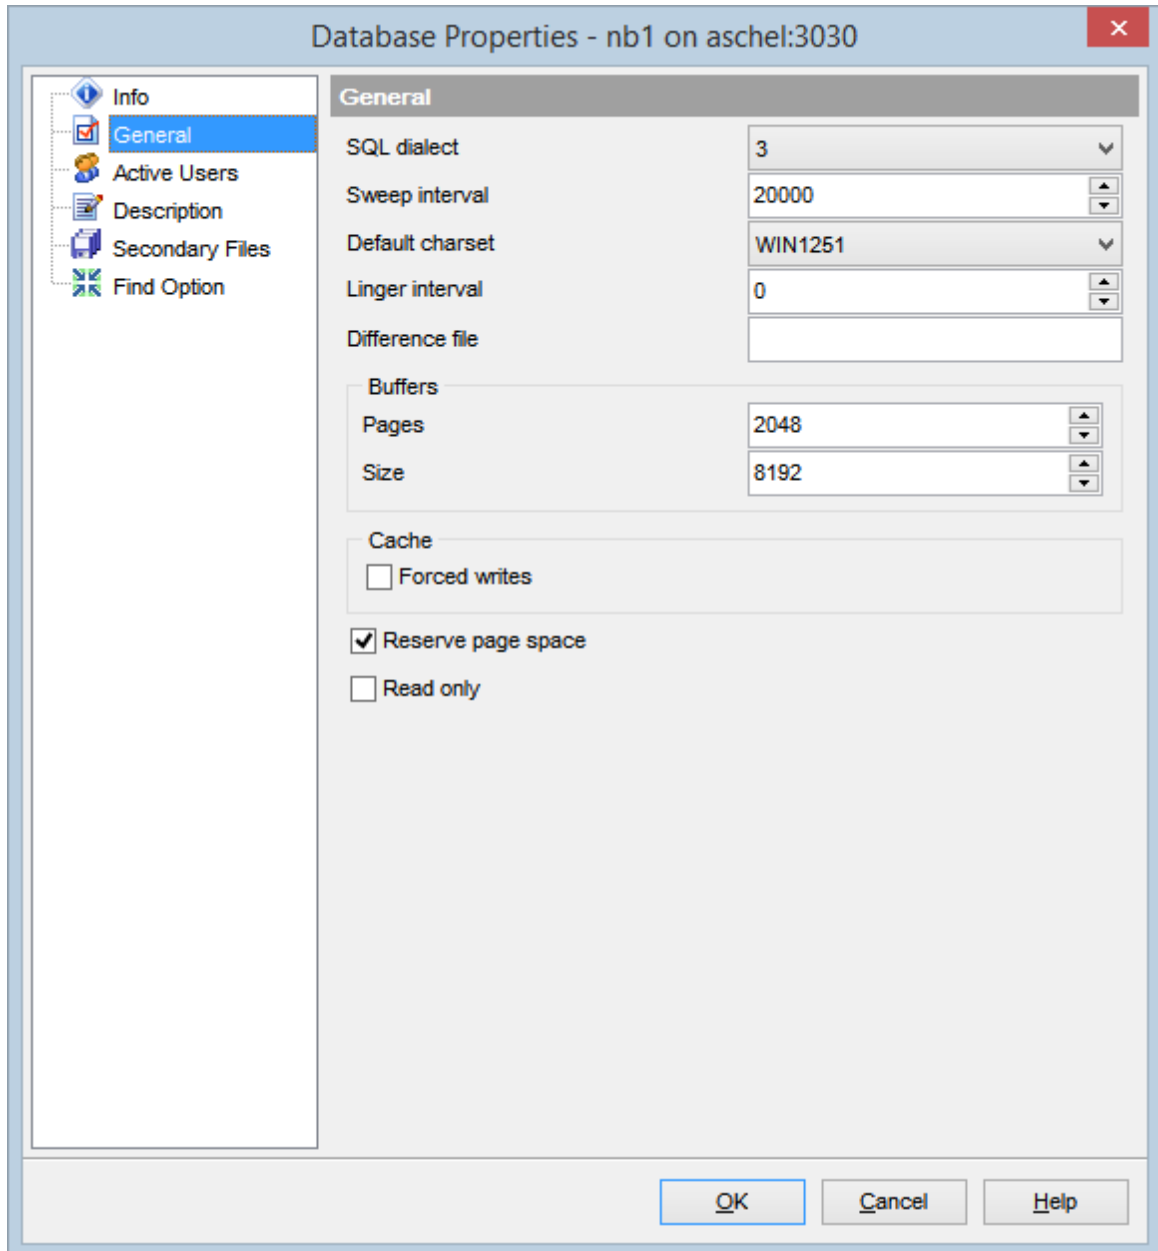 Database Properties - nb1 on aschel:3030
Info
General
Active Users
Description
Secondary Files
Find Option
General
SQL dialect 3
Sweep interval 20000
Default charset WIN1251
Linger interval 0
Difference file
Buffers
Pages 2048
Size 8192
Cache
Forced writes
Reserve page space
Read only
OK Cancel Help